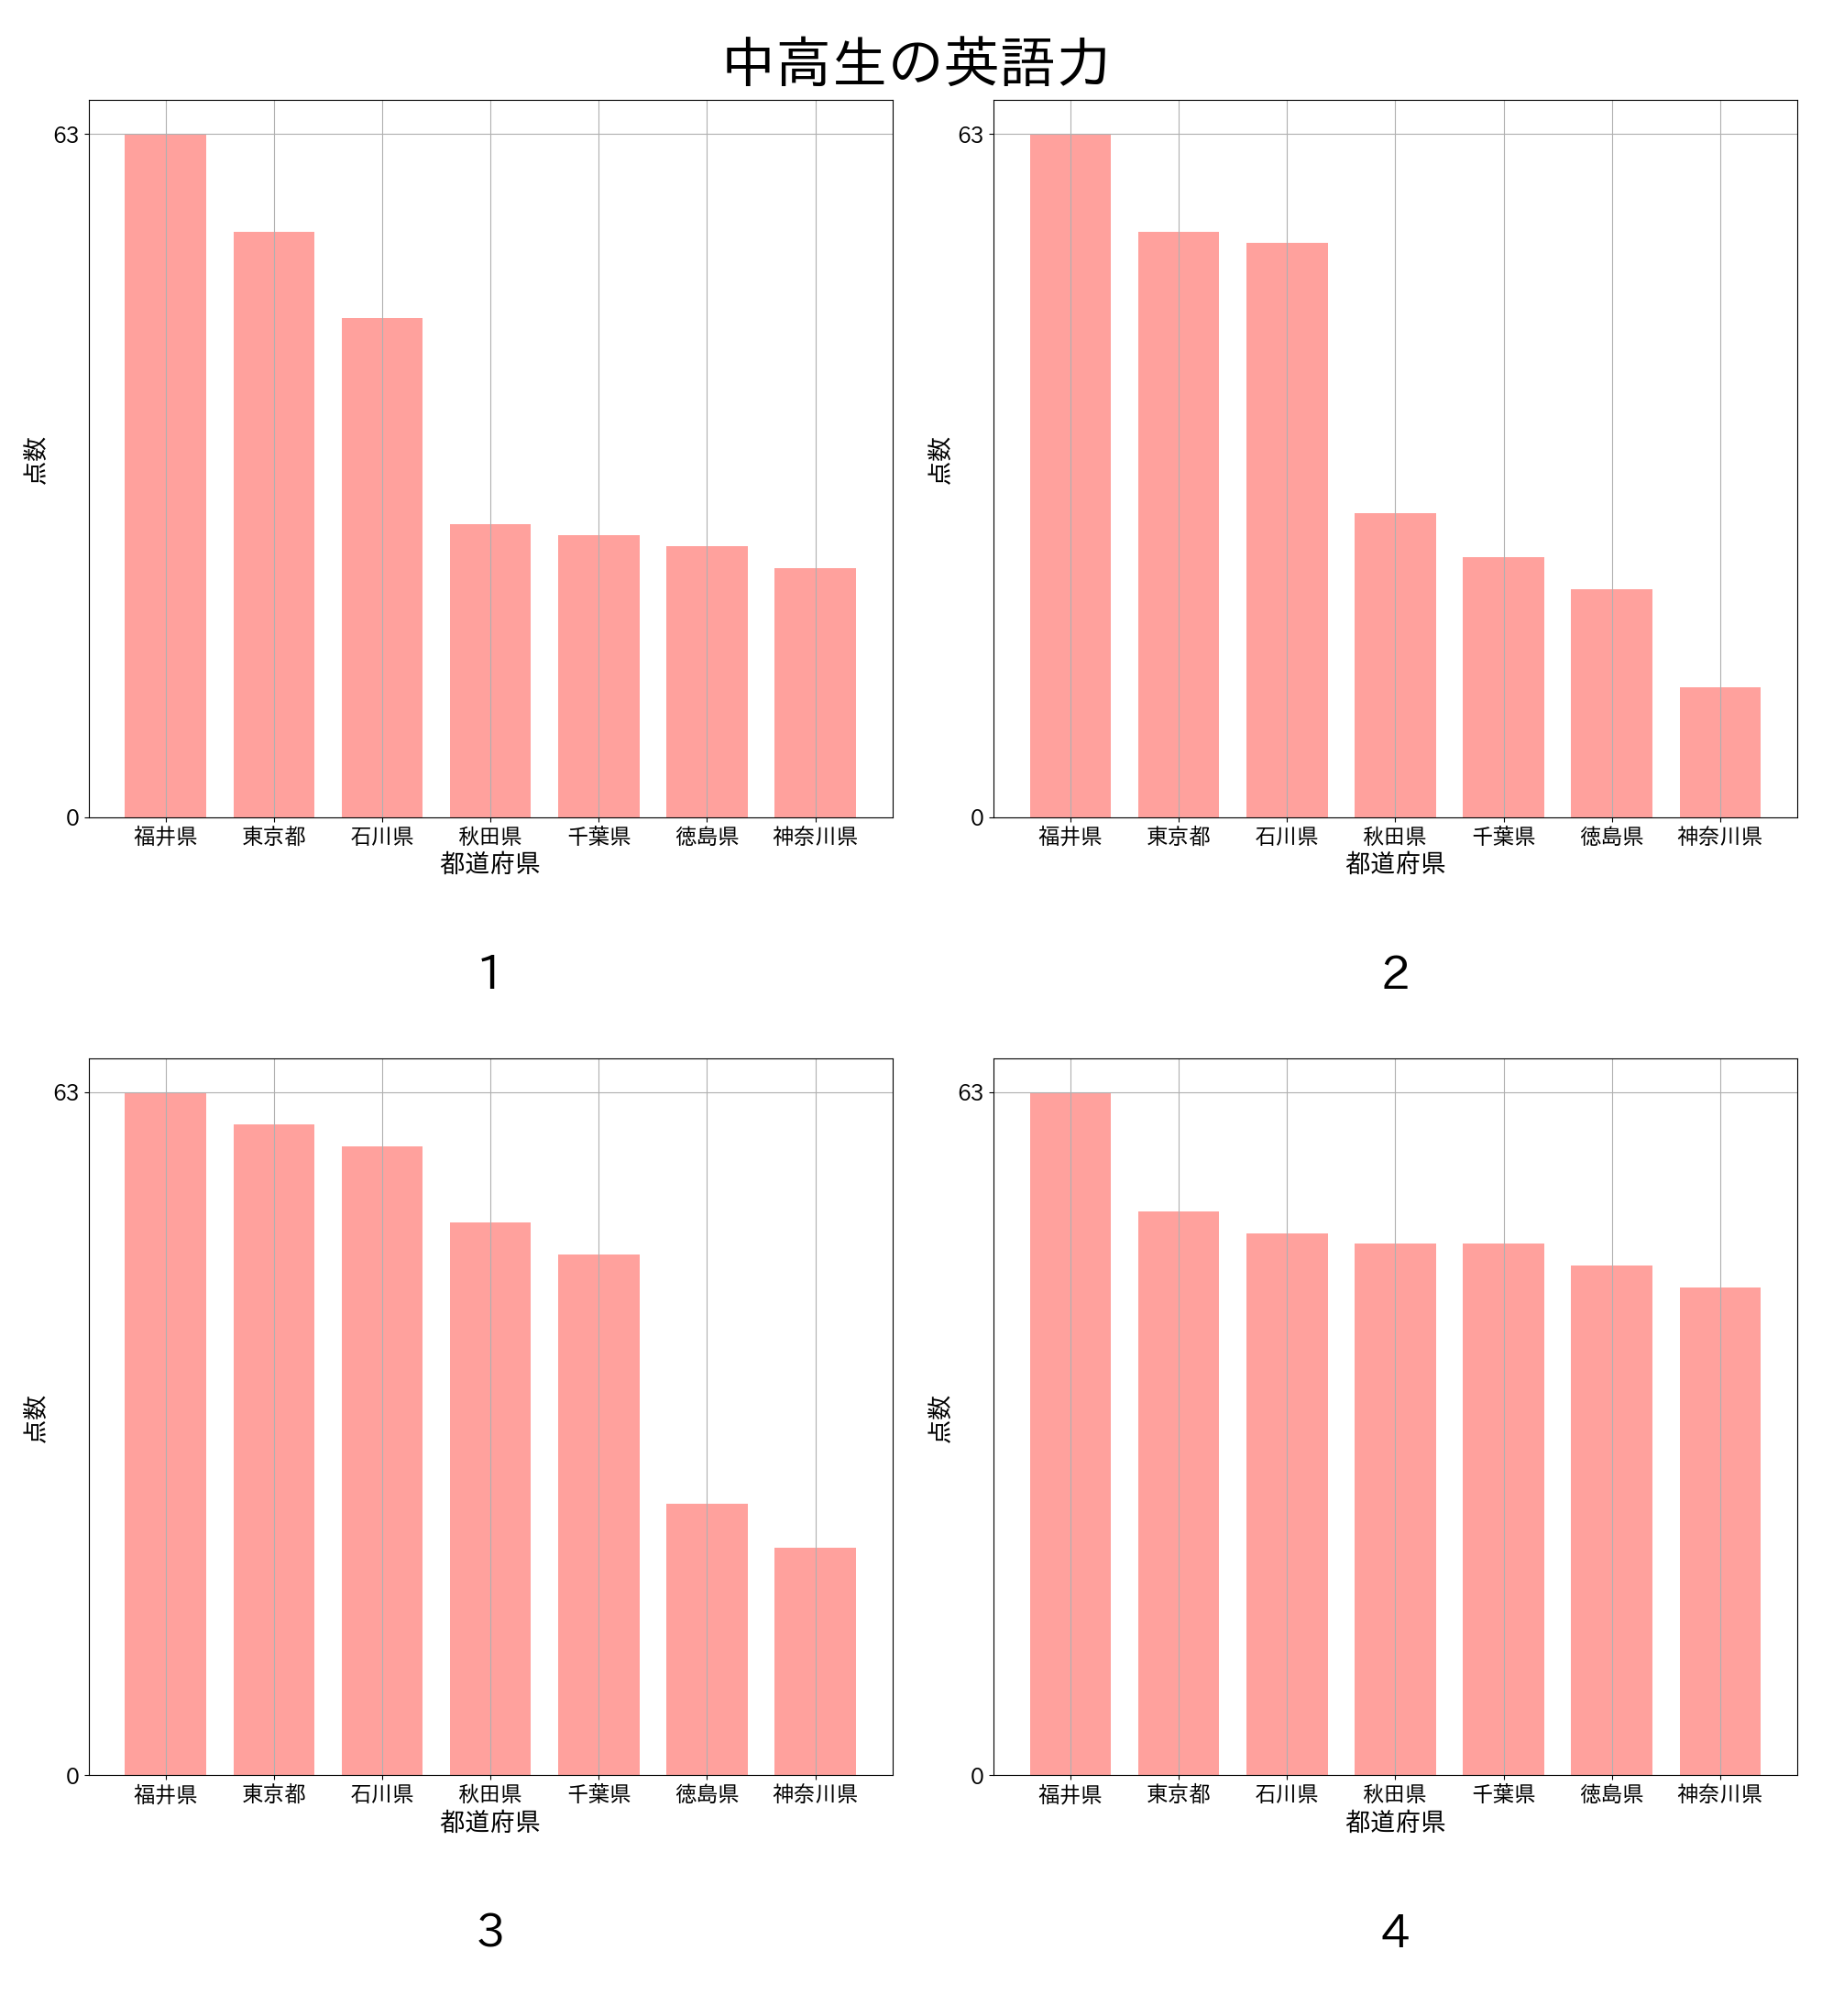 中高生の英語力
63
0
点数
福井県 東京都 石川県 秋田県 千葉県 徳島県 神奈川県
都道府県
1
63
0
点数
福井県 東京都 石川県 秋田県 千葉県 徳島県 神奈川県
都道府県
2
63
0
点数
福井県 東京都 石川県 秋田県 千葉県 徳島県 神奈川県
都道府県
3
63
0
点数
福井県 東京都 石川県 秋田県 千葉県 徳島県 神奈川県
都道府県
4